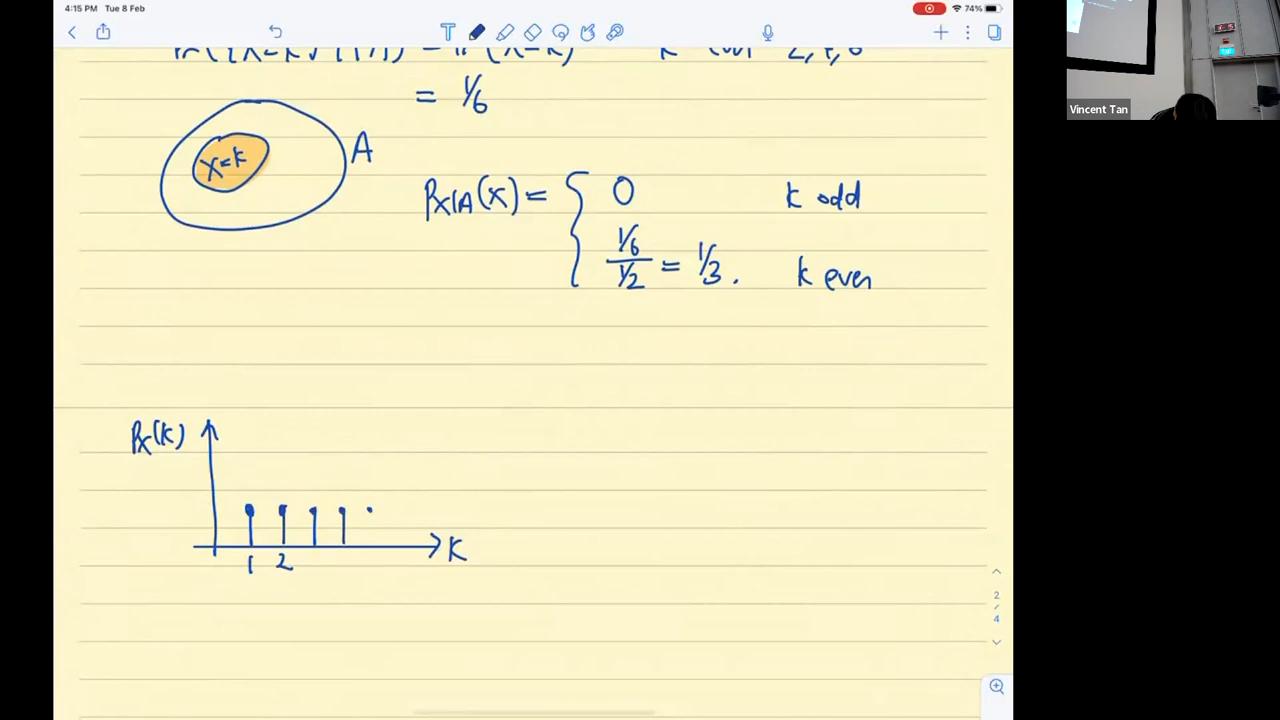 4:15 PM Tue 8 Feb
74%
= 1/6
X=k
A
P_{X|A}(x) = { 0 k odd
(1/6)/(1/2) = 1/3. k even
P_X(k)
1 2
k
2 / 4
Vincent Tan